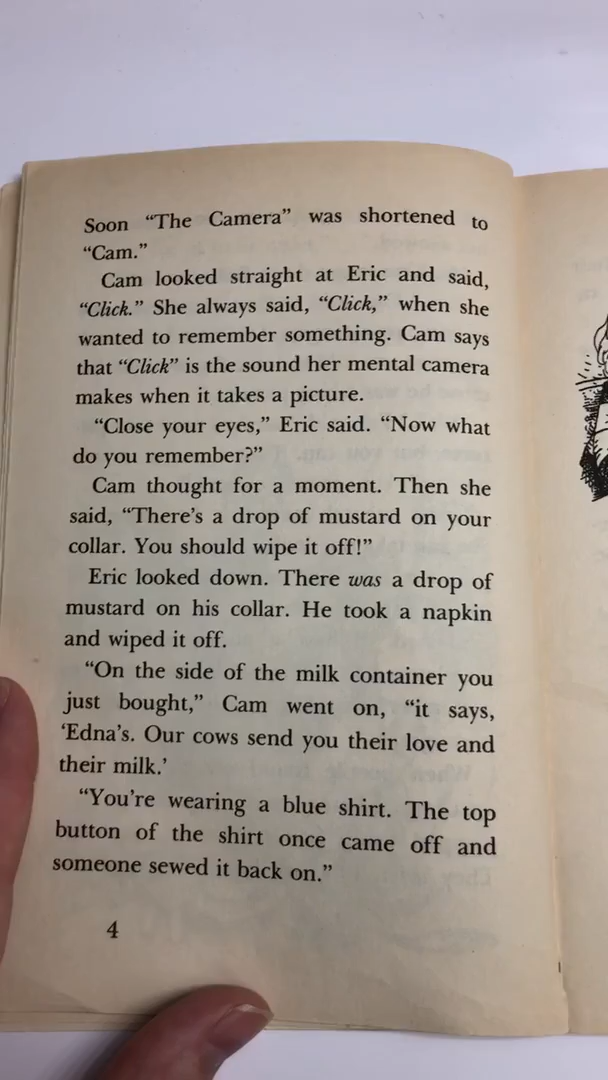 Soon “The Camera” was shortened to
“Cam.”
Cam looked straight at Eric and said,
“Click.” She always said, “Click,” when she
wanted to remember something. Cam says
that “Click” is the sound her mental camera
makes when it takes a picture.
“Close your eyes,” Eric said. “Now what
do you remember?”
Cam thought for a moment. Then she
said, “There’s a drop of mustard on your
collar. You should wipe it off!”
Eric looked down. There was a drop of
mustard on his collar. He took a napkin
and wiped it off.
“On the side of the milk container you
just bought,” Cam went on, “it says,
‘Edna’s. Our cows send you their love and
their milk.’
“You’re wearing a blue shirt. The top
button of the shirt once came off and
someone sewed it back on.”
4